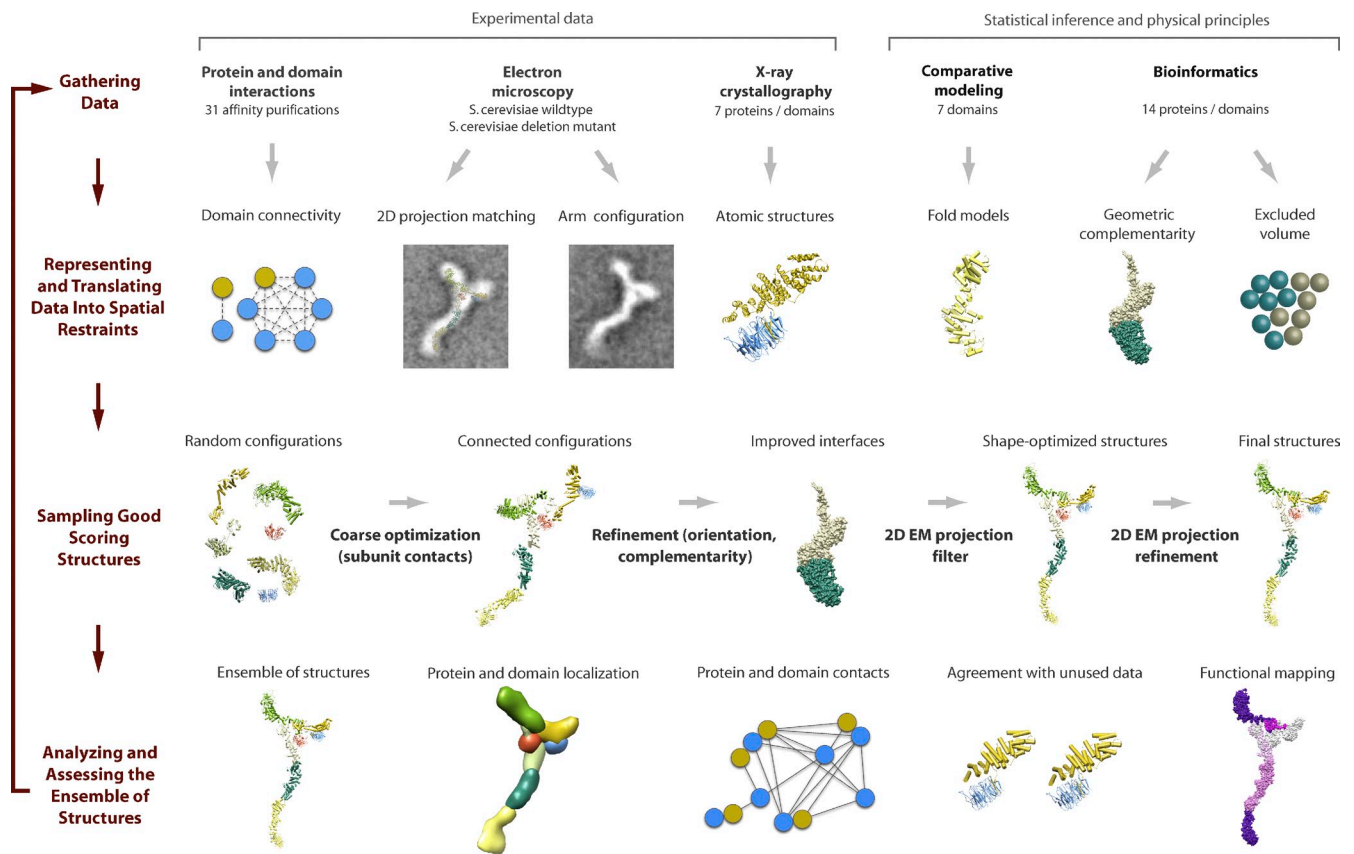 Experimental data
Statistical inference and physical principles
Gathering
Data
Protein and domain
interactions
31 affinity purifications
Electron
microscopy
S. cerevisiae wildtype
S. cerevisiae deletion mutant
X-ray
crystallography
7 proteins / domains
Comparative
modeling
7 domains
Bioinformatics
14 proteins / domains
Representing
and Translating
Data Into Spatial
Restraints
Domain connectivity
2D projection matching
Arm configuration
Atomic structures
Fold models
Geometric
complementarity
Excluded
volume
Sampling Good
Scoring
Structures
Random configurations
Coarse optimization
(subunit contacts)
Connected configurations
Refinement (orientation,
complementarity)
Improved interfaces
2D EM projection
filter
Shape-optimized structures
2D EM projection
refinement
Final structures
Analyzing and
Assessing the
Ensemble of
Structures
Ensemble of structures
Protein and domain localization
Protein and domain contacts
Agreement with unused data
Functional mapping